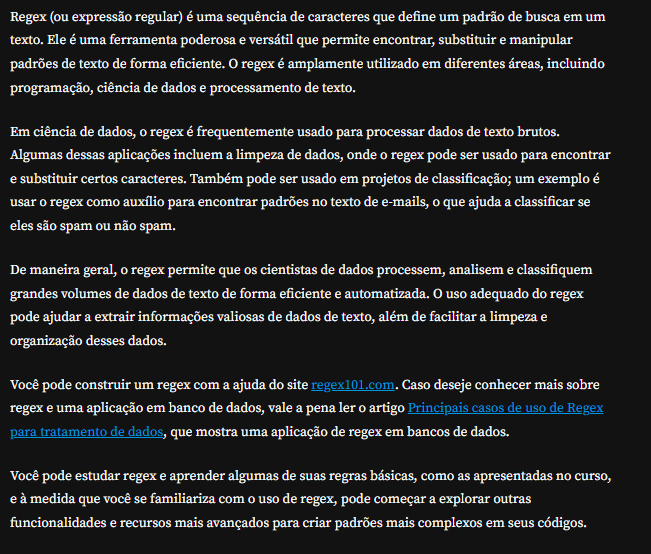 Regex (ou expressão regular) é uma sequência de caracteres que define um padrão de busca em um
texto. Ele é uma ferramenta poderosa e versátil que permite encontrar, substituir e manipular
padrões de texto de forma eficiente. O regex é amplamente utilizado em diferentes áreas, incluindo
programação, ciência de dados e processamento de texto.
Em ciência de dados, o regex é frequentemente usado para processar dados de texto brutos.
Algumas dessas aplicações incluem a limpeza de dados, onde o regex pode ser usado para encontrar
e substituir certos caracteres. Também pode ser usado em projetos de classificação; um exemplo é
usar o regex como auxílio para encontrar padrões no texto de e-mails, o que ajuda a classificar se
eles são spam ou não spam.
De maneira geral, o regex permite que os cientistas de dados processem, analisem e classifiquem
grandes volumes de dados de texto de forma eficiente e automatizada. O uso adequado do regex
pode ajudar a extrair informações valiosas de dados de texto, além de facilitar a limpeza e
organização desses dados.
Você pode construir um regex com a ajuda do site regex101.com. Caso deseje conhecer mais sobre
regex e uma aplicação em banco de dados, vale a pena ler o artigo Principais casos de uso de Regex
para tratamento de dados, que mostra uma aplicação de regex em bancos de dados.
Você pode estudar regex e aprender algumas de suas regras básicas, como as apresentadas no curso,
e à medida que você se familiariza com o uso de regex, pode começar a explorar outras
funcionalidades e recursos mais avançados para criar padrões mais complexos em seus códigos.